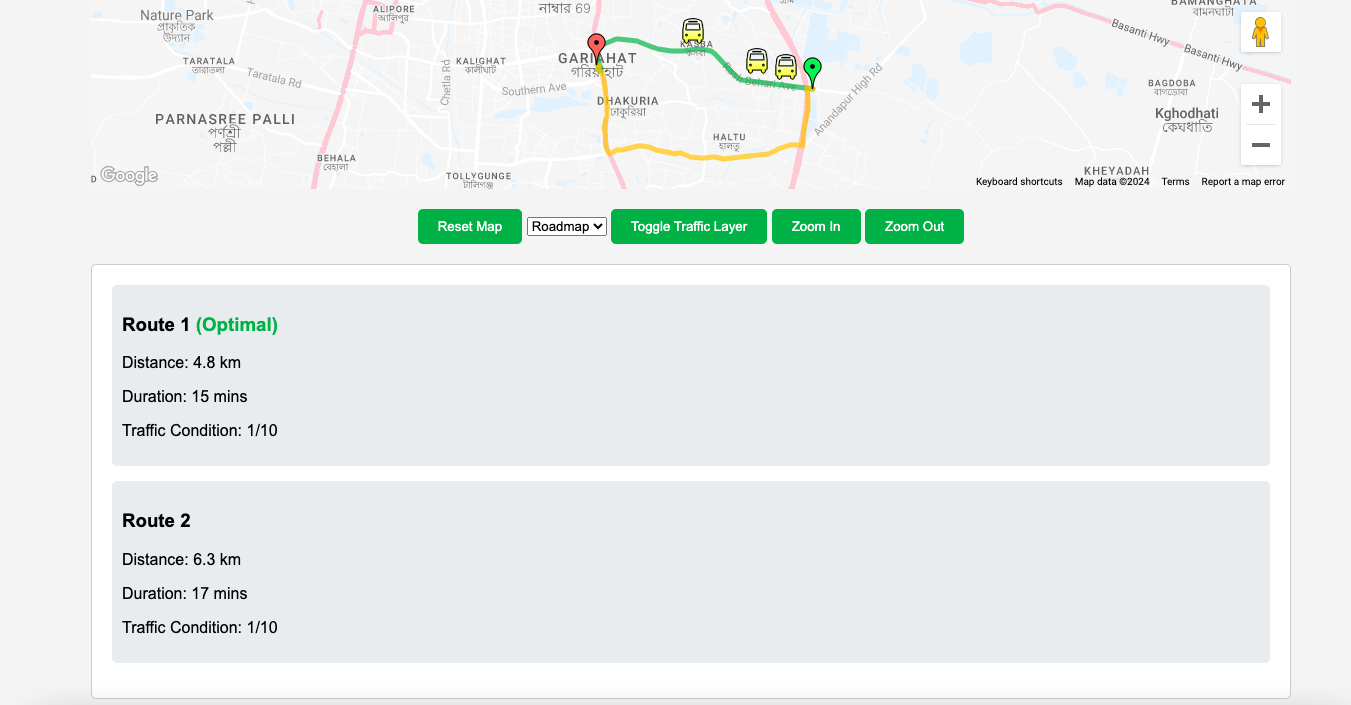 Nature Park
প্রাকৃতিক
উদ্যান
ALIPORE
আলিপুর
নাম্বার 69
BAMANGHATA
বামনঘাটা
Basanti Hwy
Basanti Hwy
TARATALA
তারাতলা
Taratala Rd
KALIGHAT
কালীঘাট
Chetla Rd
Southern Ave
GARIAHAT
গরিয়াহাট
KASBA
কসবা
Rash Behari Ave
Anandapur High Rd
DHAKURIA
ঢাকুরিয়া
HALTU
হালতু
BAGDOBA
বাগডোবা
Kghodhati
কেঘধাতি
PARNASREE PALLI
পর্ণশ্রী
পল্লী
BEHALA
বেহালা
TOLLYGUNGE
টালিগঞ্জ
KHEYADAH
D
Google
Keyboard shortcuts
Map data ©2024
Terms
Report a map error
Reset Map
Roadmap
Toggle Traffic Layer
Zoom In
Zoom Out
Route 1 (Optimal)
Distance: 4.8 km
Duration: 15 mins
Traffic Condition: 1/10
Route 2
Distance: 6.3 km
Duration: 17 mins
Traffic Condition: 1/10